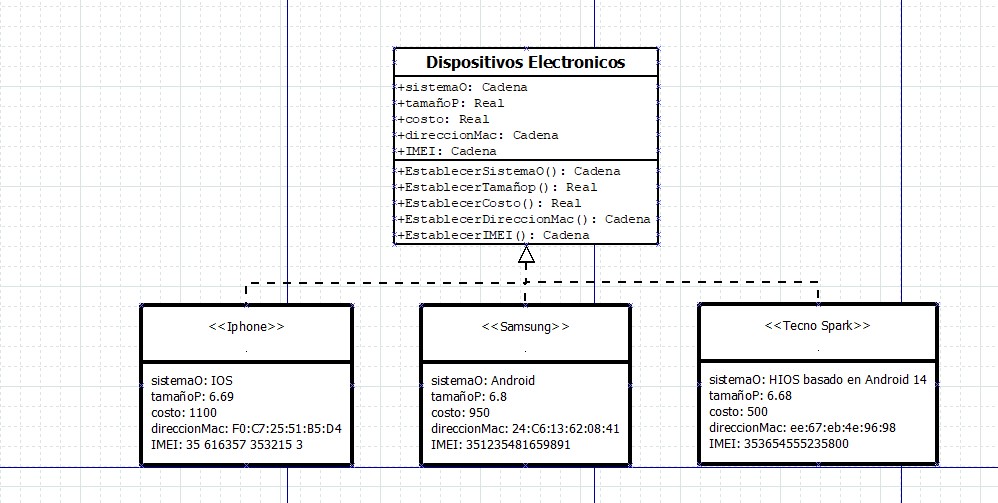 Dispositivos Electronicos
+sistemaO: Cadena
+tamañoP: Real
+costo: Real
+direccionMac: Cadena
+IMEI: Cadena
+EstablecerSistemaO(): Cadena
+EstablecerTamañop(): Real
+EstablecerCosto(): Real
+EstablecerDireccionMac(): Cadena
+EstablecerIMEI(): Cadena
<<Iphone>>
.
sistemaO: IOS
tamañoP: 6.69
costo: 1100
direccionMac: F0:C7:25:51:B5:D4
IMEI: 35 616357 353215 3
<<Samsung>>
.
sistemaO: Android
tamañoP: 6.8
costo: 950
direccionMac: 24:C6:13:62:08:41
IMEI: 351235481659891
<<Tecno Spark>>
.
sistemaO: HIOS basado en Android 14
tamañoP: 6.68
costo: 500
direccionMac: ee:67:eb:4e:96:98
IMEI: 353654555235800